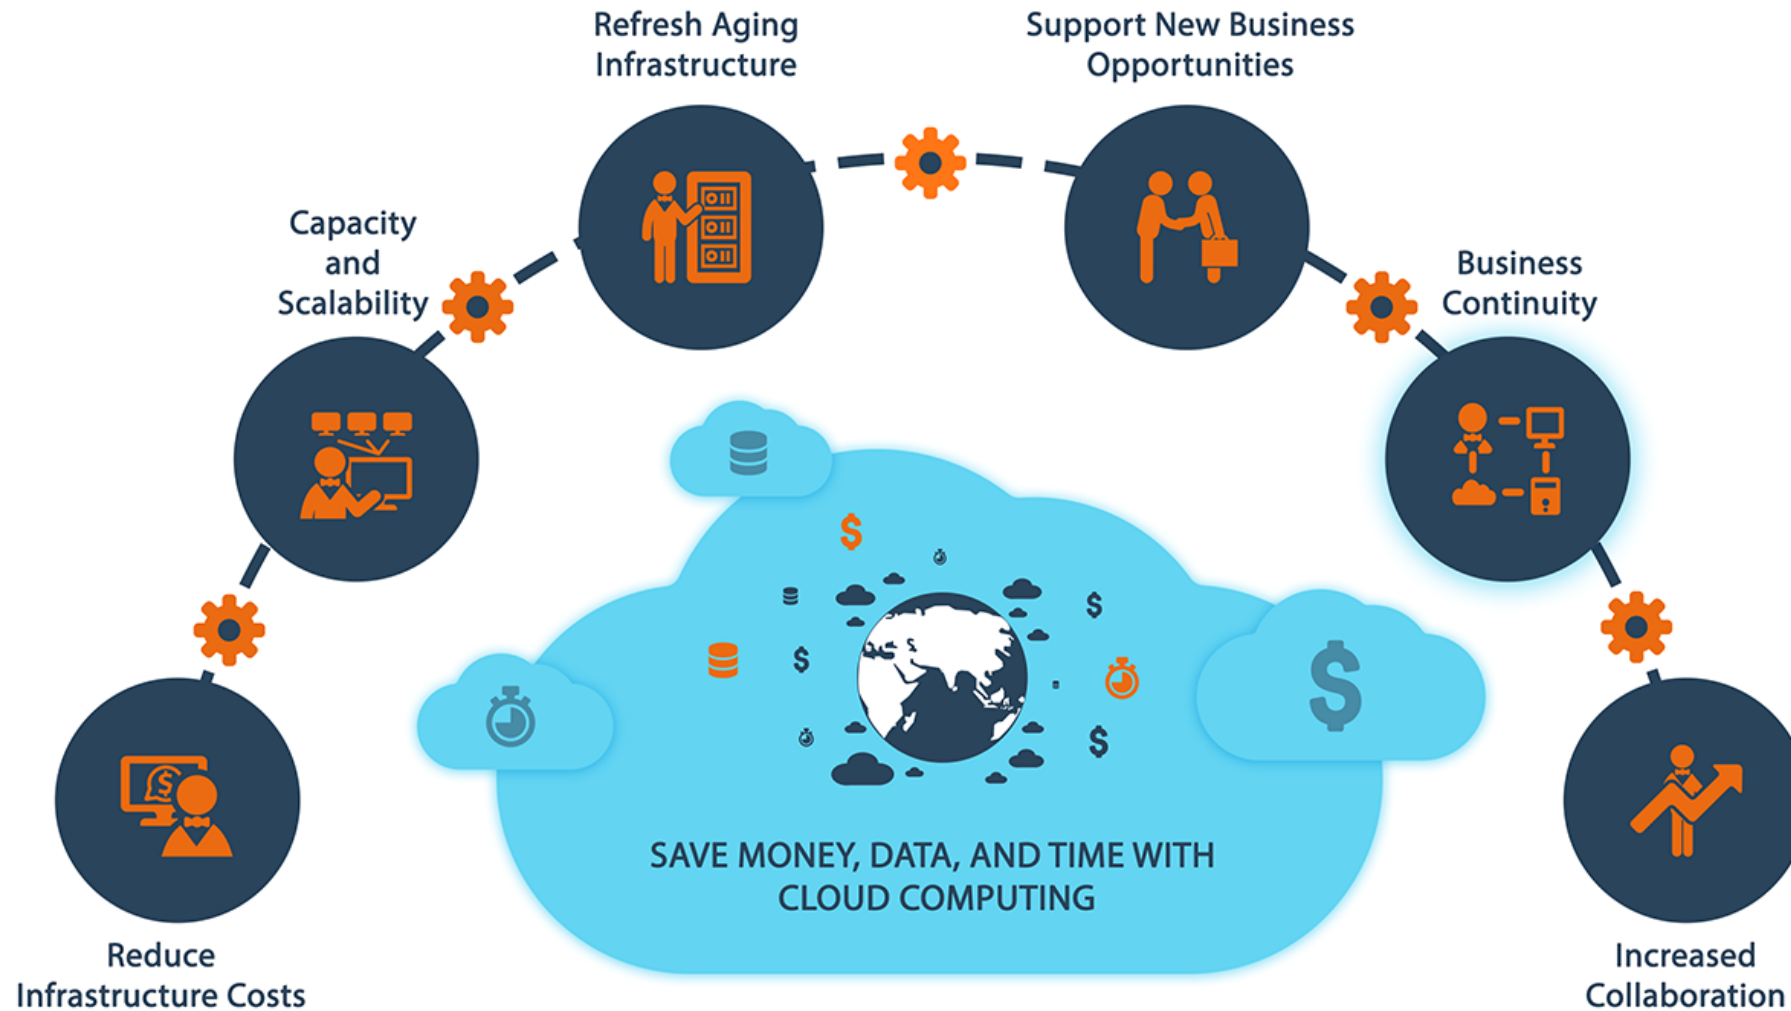 Refresh Aging
Infrastructure
Support New Business
Opportunities
Capacity
and
Scalability
Business
Continuity
SAVE MONEY, DATA, AND TIME WITH
CLOUD COMPUTING
Reduce
Infrastructure Costs
Increased
Collaboration